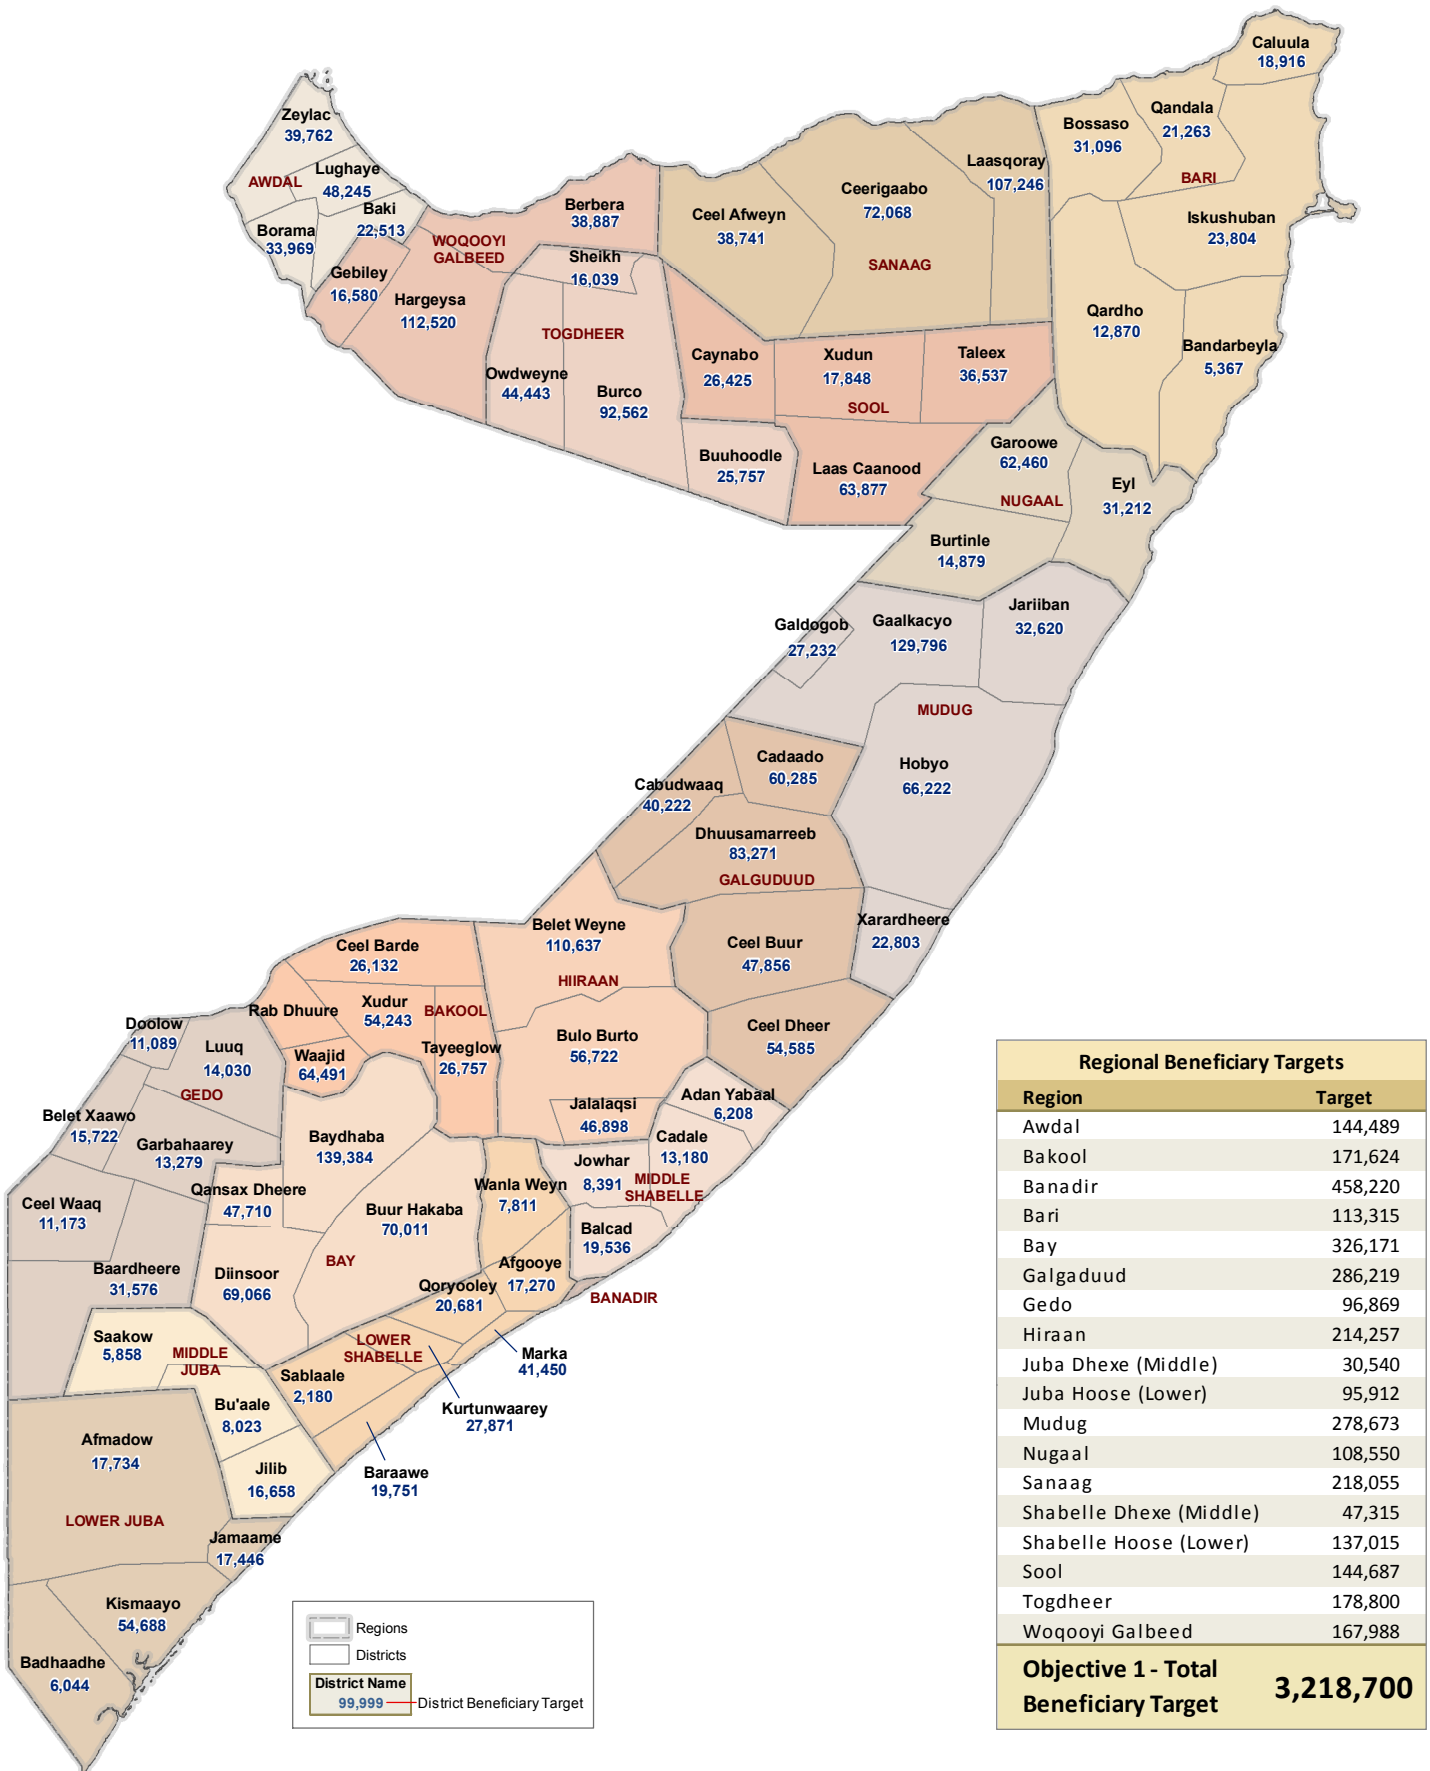 Caluula
18,916
Zeylac
39,762
Qandala
21,263
Bossaso
31,096
Laasqoray
107,246
Lughaye
48,245
AWDAL
BARI
Ceerigaabo
72,068
Baki
22,513
Berbera
38,887
Ceel Afweyn
38,741
Iskushuban
23,804
Borama
33,969
WOQOOYI
GALBEED
Sheikh
16,039
SANAAG
Gebiley
16,580
Hargeysa
112,520
Qardho
12,870
TOGDHEER
Bandarbeyla
5,367
Caynabo
26,425
Xudun
17,848
Taleex
36,537
Owdweyne
44,443
Burco
92,562
SOOL
Garoowe
62,460
Buuhoodle
25,757
Laas Caanood
63,877
Eyl
31,212
NUGAAL
Burtinle
14,879
Jariiban
32,620
Galdogob
27,232
Gaalkacyo
129,796
MUDUG
Cadaado
60,285
Hobyo
66,222
Cabudwaaq
40,222
Dhuusamarreeb
83,271
GALGUDUUD
Xarardheere
22,803
Belet Weyne
110,637
Ceel Barde
26,132
Ceel Buur
47,856
HIIRAAN
Rab Dhuure
Xudur
54,243
BAKOOL
Doolow
11,089
Luuq
14,030
Ceel Dheer
54,585
Bulo Burto
56,722
Waajid
64,491
Tayeeglow
26,757
GEDO
Adan Yabaal
6,208
Jalalaqsi
46,898
Belet Xaawo
15,722
Garbahaarey
13,279
Baydhaba
139,384
Cadale
13,180
Jowhar
8,391
MIDDLE
SHABELLE
Qansax Dheere
47,710
Wanla Weyn
7,811
Ceel Waaq
11,173
Buur Hakaba
70,011
Balcad
19,536
BAY
Baardheere
31,576
Diinsoor
69,066
Afgooye
17,270
Qoryooley
20,681
BANADIR
Saakow
5,858
MIDDLE
JUBA
LOWER
SHABELLE
Marka
41,450
Sablaale
2,180
Bu'aale
8,023
Kurtunwaarey
27,871
Afmadow
17,734
Jilib
16,658
Baraawe
19,751
LOWER JUBA
Jamaame
17,446
Kismaayo
54,688
Badhaadhe
6,044
Regions
Districts
District Name
99,999
District Beneficiary Target
Regional Beneficiary Targets
Region Target
Awdal 144,489
Bakool 171,624
Banadir 458,220
Bari 113,315
Bay 326,171
Galgaduud 286,219
Gedo 96,869
Hiraan 214,257
Juba Dhexe (Middle) 30,540
Juba Hoose (Lower) 95,912
Mudug 278,673
Nugaal 108,550
Sanaag 218,055
Shabelle Dhexe (Middle) 47,315
Shabelle Hoose (Lower) 137,015
Sool 144,687
Togdheer 178,800
Woqooyi Galbeed 167,988
Objective 1 - Total
Beneficiary Target 3,218,700